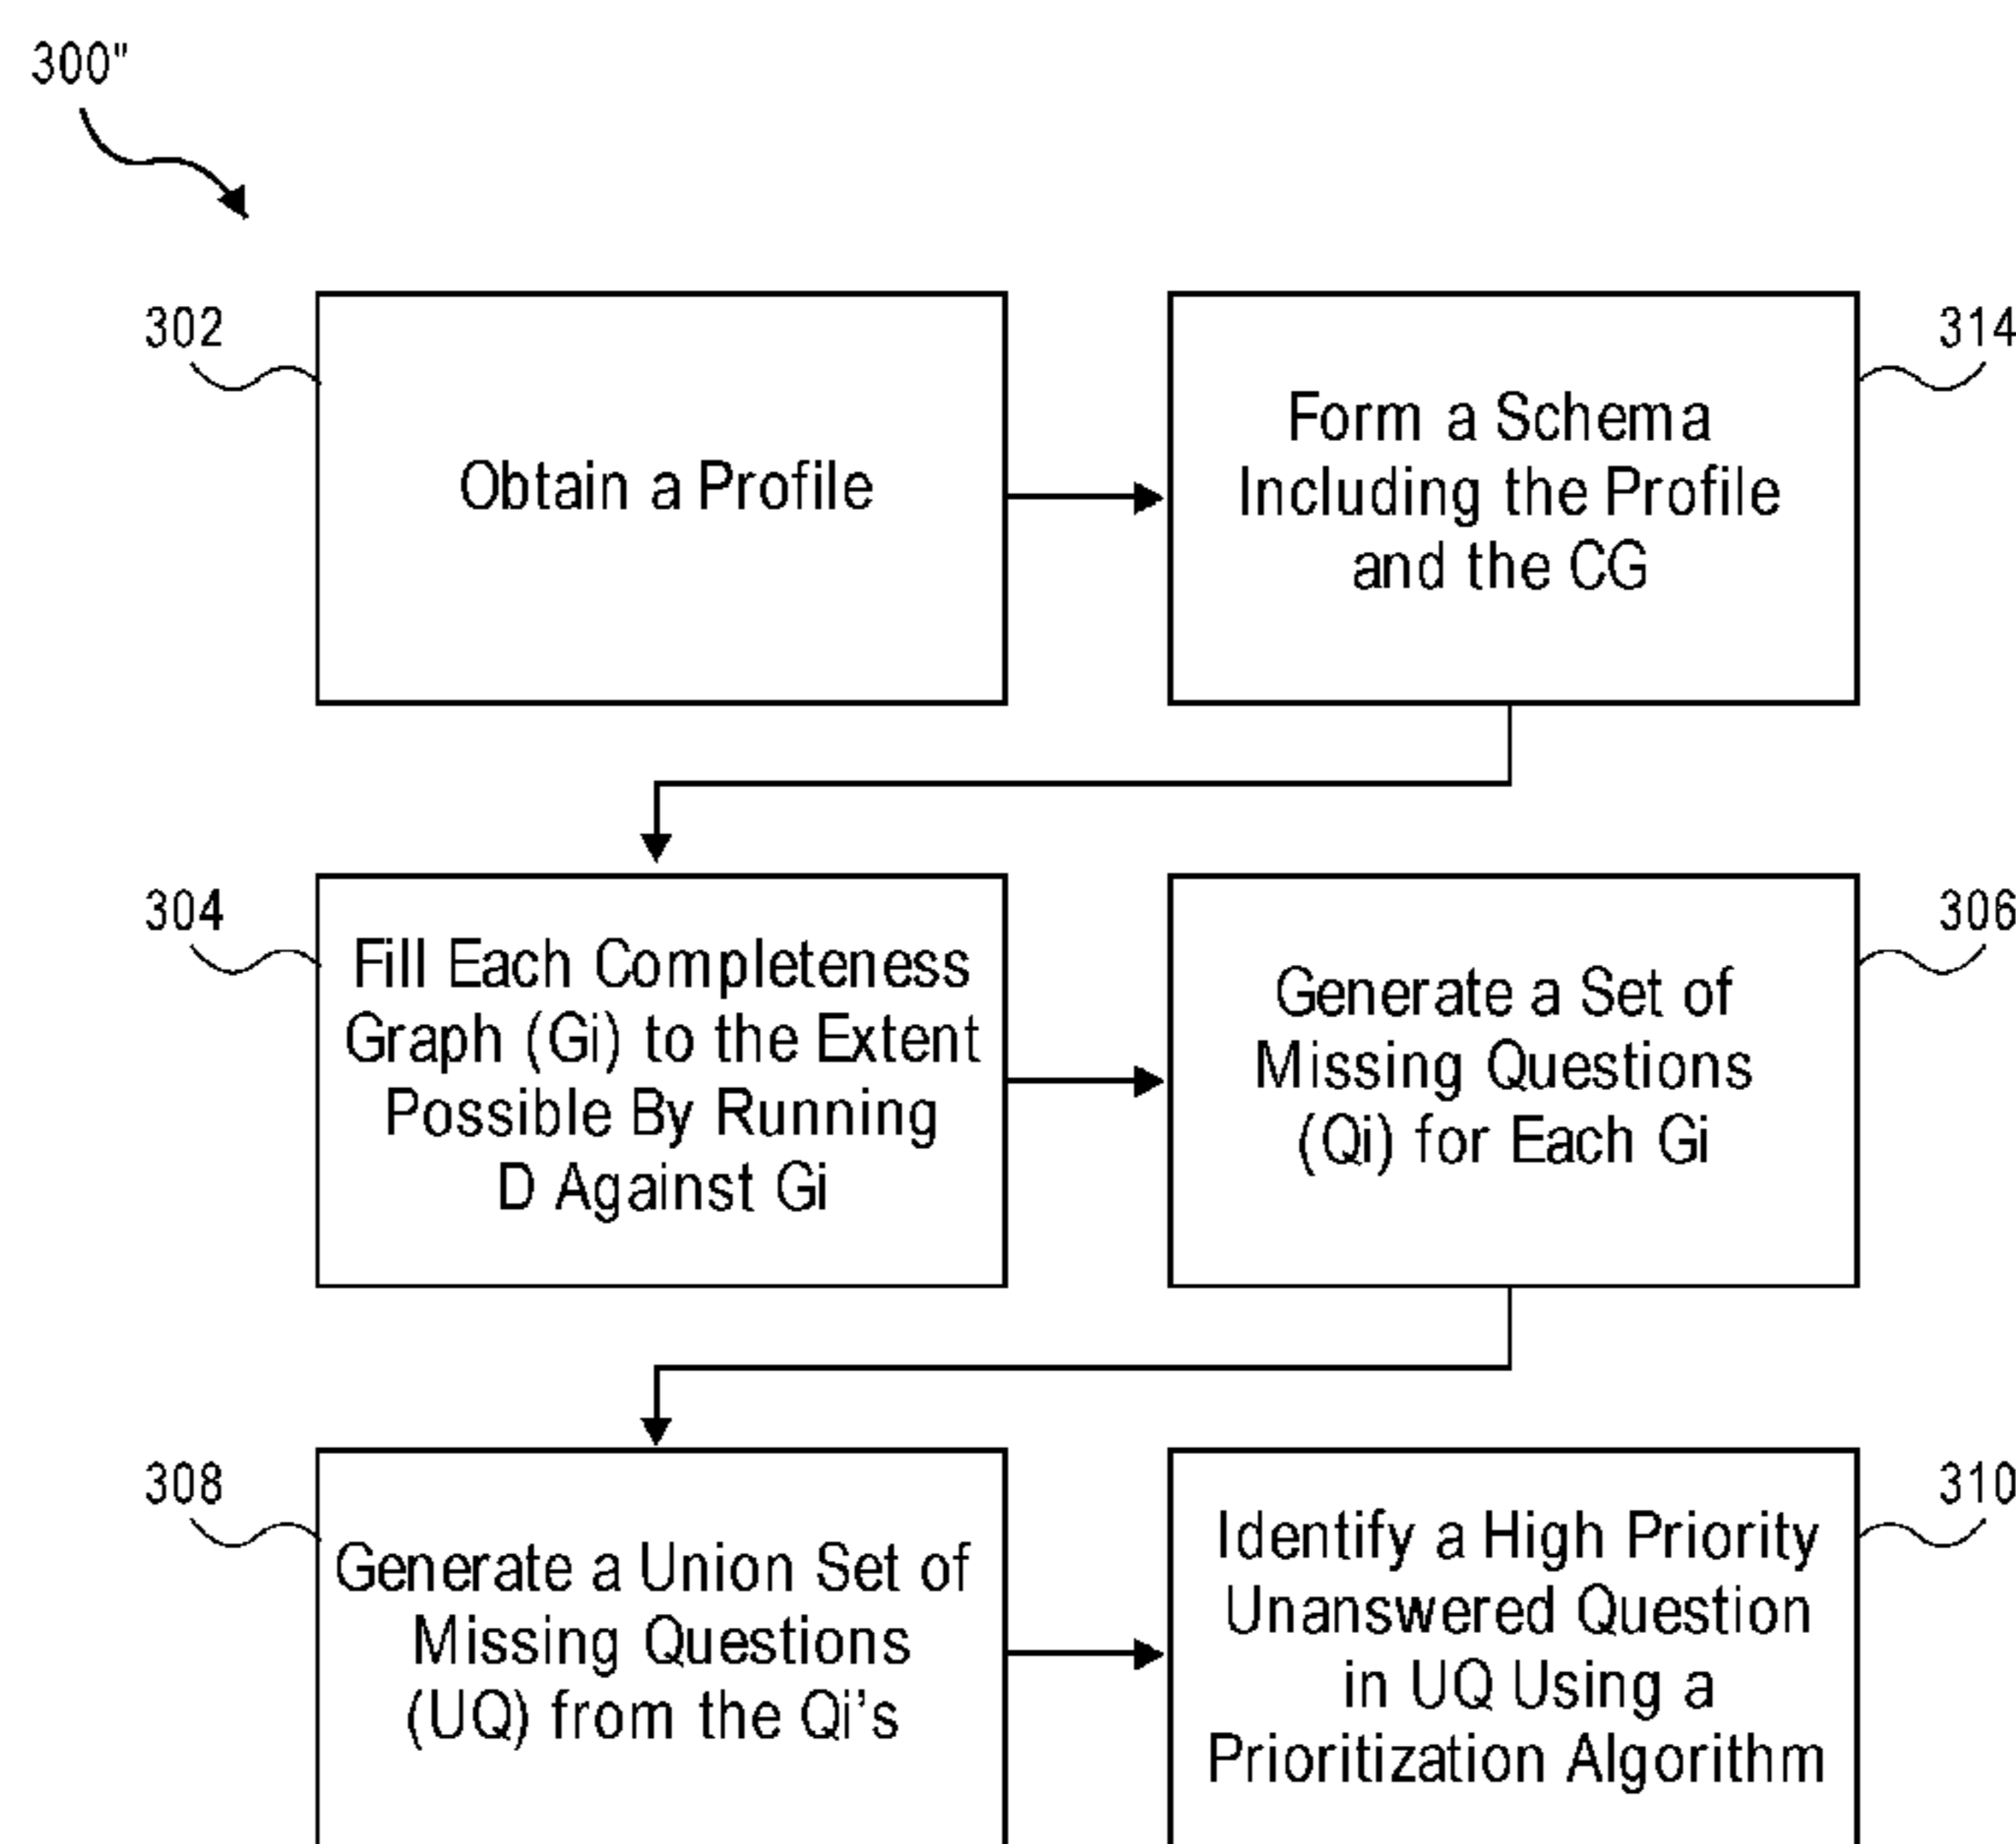 300"
302
Obtain a Profile
314
Form a Schema
Including the Profile
and the CG
304
Fill Each Completeness
Graph (Gi) to the Extent
Possible By Running
D Against Gi
306
Generate a Set of
Missing Questions
(Qi) for Each Gi
308
Generate a Union Set of
Missing Questions
(UQ) from the Qi's
310
Identify a High Priority
Unanswered Question
in UQ Using a
Prioritization Algorithm